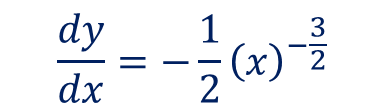 dy/dx = −1/2 (x)^(−3/2)